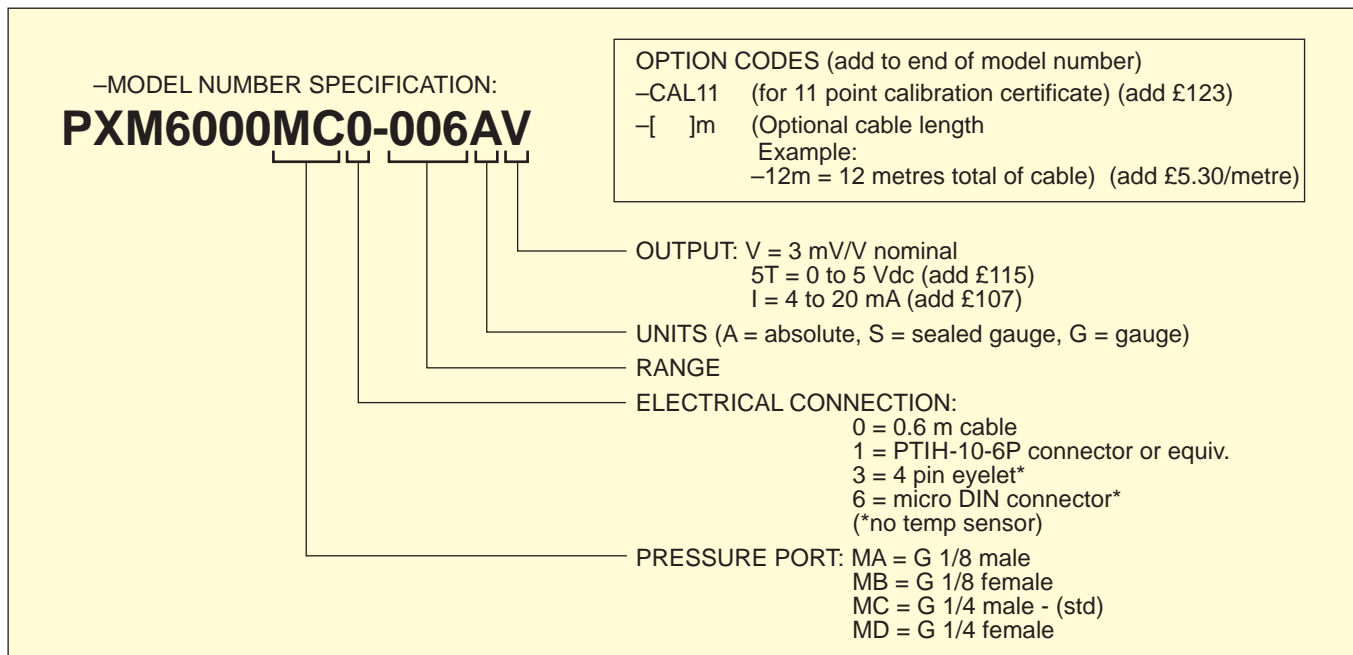 –MODEL NUMBER SPECIFICATION:
PXM6000MC0-006AV
OPTION CODES (add to end of model number)
–CAL11 (for 11 point calibration certificate) (add £123)
–[ ]m (Optional cable length
Example:
–12m = 12 metres total of cable) (add £5.30/metre)
OUTPUT: V = 3 mV/V nominal
5T = 0 to 5 Vdc (add £115)
I = 4 to 20 mA (add £107)
UNITS (A = absolute, S = sealed gauge, G = gauge)
RANGE
ELECTRICAL CONNECTION:
0 = 0.6 m cable
1 = PTIH-10-6P connector or equiv.
3 = 4 pin eyelet*
6 = micro DIN connector*
(*no temp sensor)
PRESSURE PORT: MA = G 1/8 male
MB = G 1/8 female
MC = G 1/4 male - (std)
MD = G 1/4 female